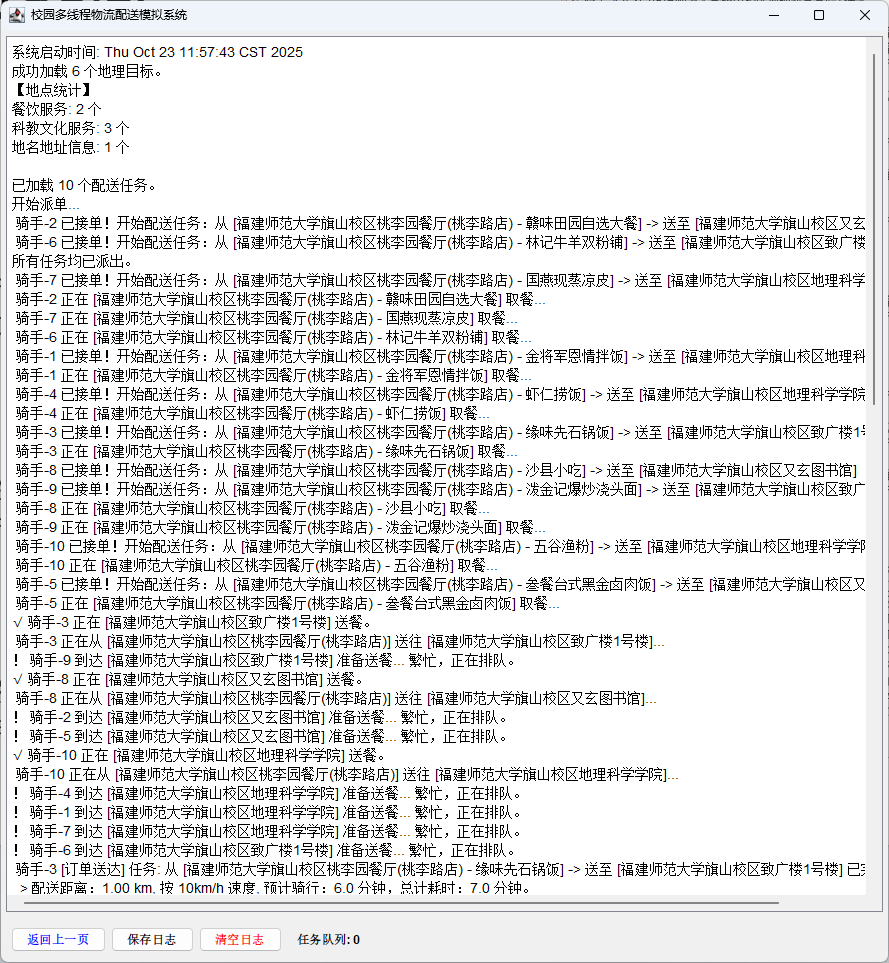 校园多线程物流配送模拟系统
系统启动时间: Thu Oct 23 11:57:43 CST 2025
成功加载 6 个地理目标。
【地点统计】
餐饮服务: 2 个
科教文化服务: 3 个
地名地址信息: 1 个
已加载 10 个配送任务。
开始派单...
骑手-2 已接单！开始配送任务：从 [福建师范大学旗山校区桃李园餐厅(桃李路店) - 赣味田园自选大餐] -> 送至 [福建师范大学旗山校区又玄
骑手-6 已接单！开始配送任务：从 [福建师范大学旗山校区桃李园餐厅(桃李路店) - 林记牛羊双粉铺] -> 送至 [福建师范大学旗山校区致广楼
所有任务均已派出。
骑手-7 已接单！开始配送任务：从 [福建师范大学旗山校区桃李园餐厅(桃李路店) - 国燕现蒸凉皮] -> 送至 [福建师范大学旗山校区地理科学
骑手-2 正在 [福建师范大学旗山校区桃李园餐厅(桃李路店) - 赣味田园自选大餐] 取餐...
骑手-7 正在 [福建师范大学旗山校区桃李园餐厅(桃李路店) - 国燕现蒸凉皮] 取餐...
骑手-6 正在 [福建师范大学旗山校区桃李园餐厅(桃李路店) - 林记牛羊双粉铺] 取餐...
骑手-1 已接单！开始配送任务：从 [福建师范大学旗山校区桃李园餐厅(桃李路店) - 金将军恩情拌饭] -> 送至 [福建师范大学旗山校区地理科
骑手-1 正在 [福建师范大学旗山校区桃李园餐厅(桃李路店) - 金将军恩情拌饭] 取餐...
骑手-4 已接单！开始配送任务：从 [福建师范大学旗山校区桃李园餐厅(桃李路店) - 虾仁捞饭] -> 送至 [福建师范大学旗山校区地理科学学院
骑手-4 正在 [福建师范大学旗山校区桃李园餐厅(桃李路店) - 虾仁捞饭] 取餐...
骑手-3 已接单！开始配送任务：从 [福建师范大学旗山校区桃李园餐厅(桃李路店) - 缘味先石锅饭] -> 送至 [福建师范大学旗山校区致广楼1号
骑手-3 正在 [福建师范大学旗山校区桃李园餐厅(桃李路店) - 缘味先石锅饭] 取餐...
骑手-8 已接单！开始配送任务：从 [福建师范大学旗山校区桃李园餐厅(桃李路店) - 沙县小吃] -> 送至 [福建师范大学旗山校区又玄图书馆]
骑手-9 已接单！开始配送任务：从 [福建师范大学旗山校区桃李园餐厅(桃李路店) - 泼金记爆炒浇头面] -> 送至 [福建师范大学旗山校区致广
骑手-8 正在 [福建师范大学旗山校区桃李园餐厅(桃李路店) - 沙县小吃] 取餐...
骑手-9 正在 [福建师范大学旗山校区桃李园餐厅(桃李路店) - 泼金记爆炒浇头面] 取餐...
骑手-10 已接单！开始配送任务：从 [福建师范大学旗山校区桃李园餐厅(桃李路店) - 五谷渔粉] -> 送至 [福建师范大学旗山校区地理科学学院
骑手-10 正在 [福建师范大学旗山校区桃李园餐厅(桃李路店) - 五谷渔粉] 取餐...
骑手-5 已接单！开始配送任务：从 [福建师范大学旗山校区桃李园餐厅(桃李路店) - 叁餐台式黑金卤肉饭] -> 送至 [福建师范大学旗山校区又
骑手-5 正在 [福建师范大学旗山校区桃李园餐厅(桃李路店) - 叁餐台式黑金卤肉饭] 取餐...
√ 骑手-3 正在 [福建师范大学旗山校区致广楼1号楼] 送餐。
骑手-3 正在从 [福建师范大学旗山校区桃李园餐厅(桃李路店)] 送往 [福建师范大学旗山校区致广楼1号楼]...
！ 骑手-9 到达 [福建师范大学旗山校区致广楼1号楼] 准备送餐... 繁忙，正在排队。
√ 骑手-8 正在 [福建师范大学旗山校区又玄图书馆] 送餐。
骑手-8 正在从 [福建师范大学旗山校区桃李园餐厅(桃李路店)] 送往 [福建师范大学旗山校区又玄图书馆]...
！ 骑手-2 到达 [福建师范大学旗山校区又玄图书馆] 准备送餐... 繁忙，正在排队。
！ 骑手-5 到达 [福建师范大学旗山校区又玄图书馆] 准备送餐... 繁忙，正在排队。
√ 骑手-10 正在 [福建师范大学旗山校区地理科学学院] 送餐。
骑手-10 正在从 [福建师范大学旗山校区桃李园餐厅(桃李路店)] 送往 [福建师范大学旗山校区地理科学学院]...
！ 骑手-4 到达 [福建师范大学旗山校区地理科学学院] 准备送餐... 繁忙，正在排队。
！ 骑手-1 到达 [福建师范大学旗山校区地理科学学院] 准备送餐... 繁忙，正在排队。
！ 骑手-7 到达 [福建师范大学旗山校区地理科学学院] 准备送餐... 繁忙，正在排队。
！ 骑手-6 到达 [福建师范大学旗山校区致广楼1号楼] 准备送餐... 繁忙，正在排队。
骑手-3 [订单送达] 任务: 从 [福建师范大学旗山校区桃李园餐厅(桃李路店) - 缘味先石锅饭] -> 送至 [福建师范大学旗山校区致广楼1号楼] 已完
> 配送距离：1.00 km, 按 10km/h 速度, 预计骑行：6.0 分钟，总计耗时：7.0 分钟。
返回上一页 保存日志 清空日志 任务队列: 0